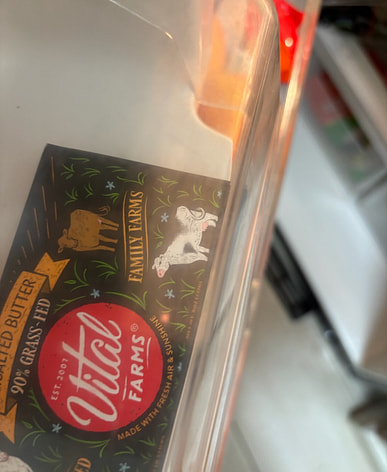 FAMILY FARMS
SALTED BUTTER
90% GRASS-FED
EST. 2007
Vital
FARMS®
MADE WITH FRESH AIR & SUNSHINE